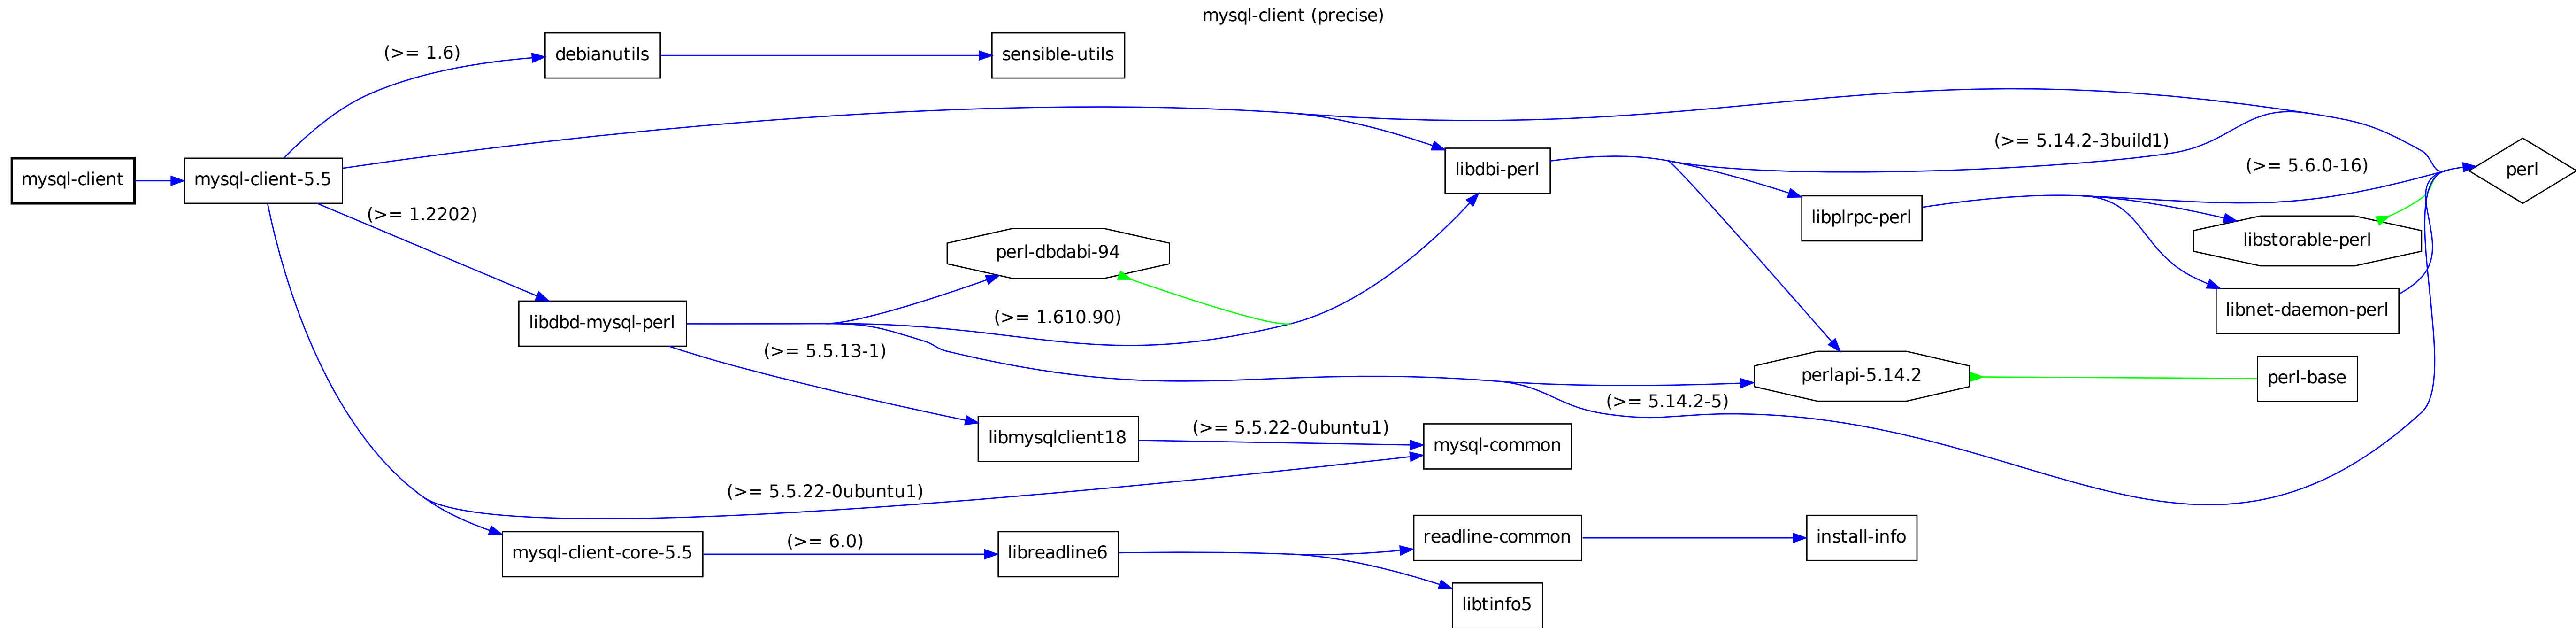 mysql-client (precise)
(>= 1.6)
debianutils
sensible-utils
(>= 5.14.2-3build1)
(>= 5.6.0-16)
mysql-client
mysql-client-5.5
libdbi-perl
perl
(>= 1.2202)
libplrpc-perl
perl-dbdabi-94
libstorable-perl
libdbd-mysql-perl
(>= 1.610.90)
libnet-daemon-perl
(>= 5.5.13-1)
perlapi-5.14.2
perl-base
(>= 5.14.2-5)
libmysqlclient18
(>= 5.5.22-0ubuntu1)
mysql-common
(>= 5.5.22-0ubuntu1)
mysql-client-core-5.5
(>= 6.0)
libreadline6
readline-common
install-info
libtinfo5